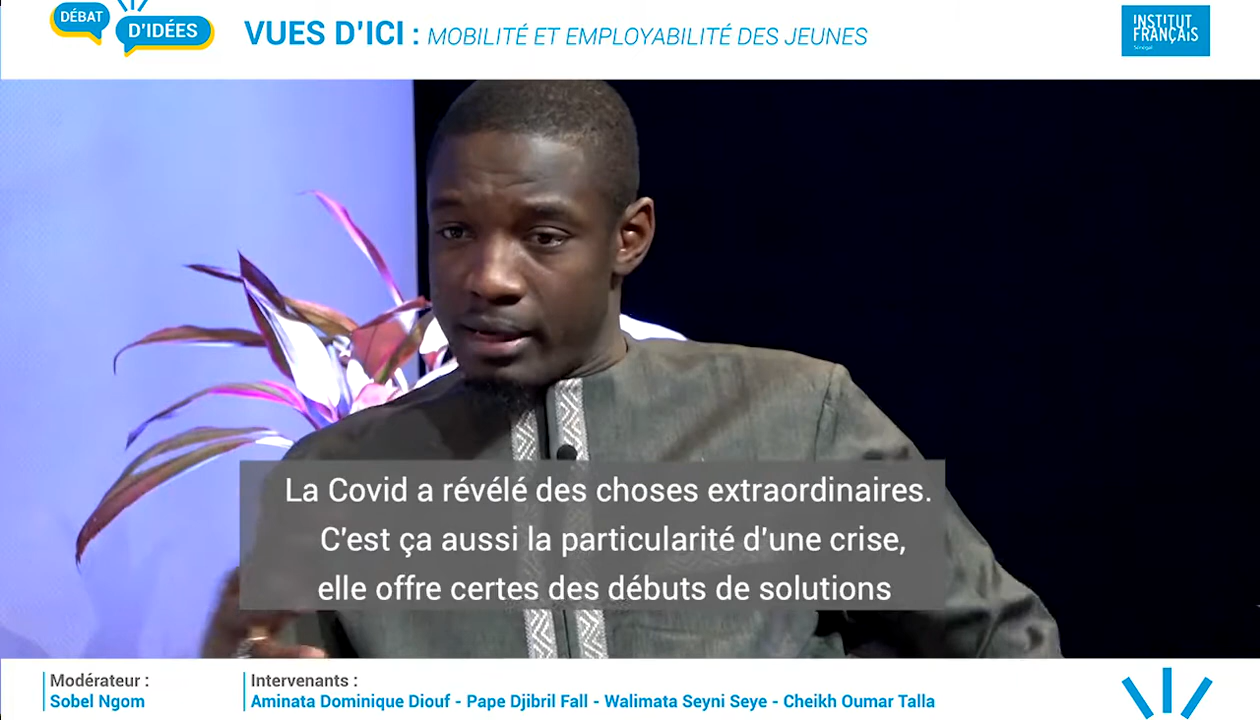 DÉBAT
D'IDÉES
VUES D'ICI : MOBILITÉ ET EMPLOYABILITÉ DES JEUNES
INSTITUT
FRANÇAIS
Sénégal
La Covid a révélé des choses extraordinaires.
C'est ça aussi la particularité d'une crise,
elle offre certes des débuts de solutions
Modérateur :
Sobel Ngom
Intervenants :
Aminata Dominique Diouf - Pape Djibril Fall - Walimata Seyni Seye - Cheikh Oumar Talla